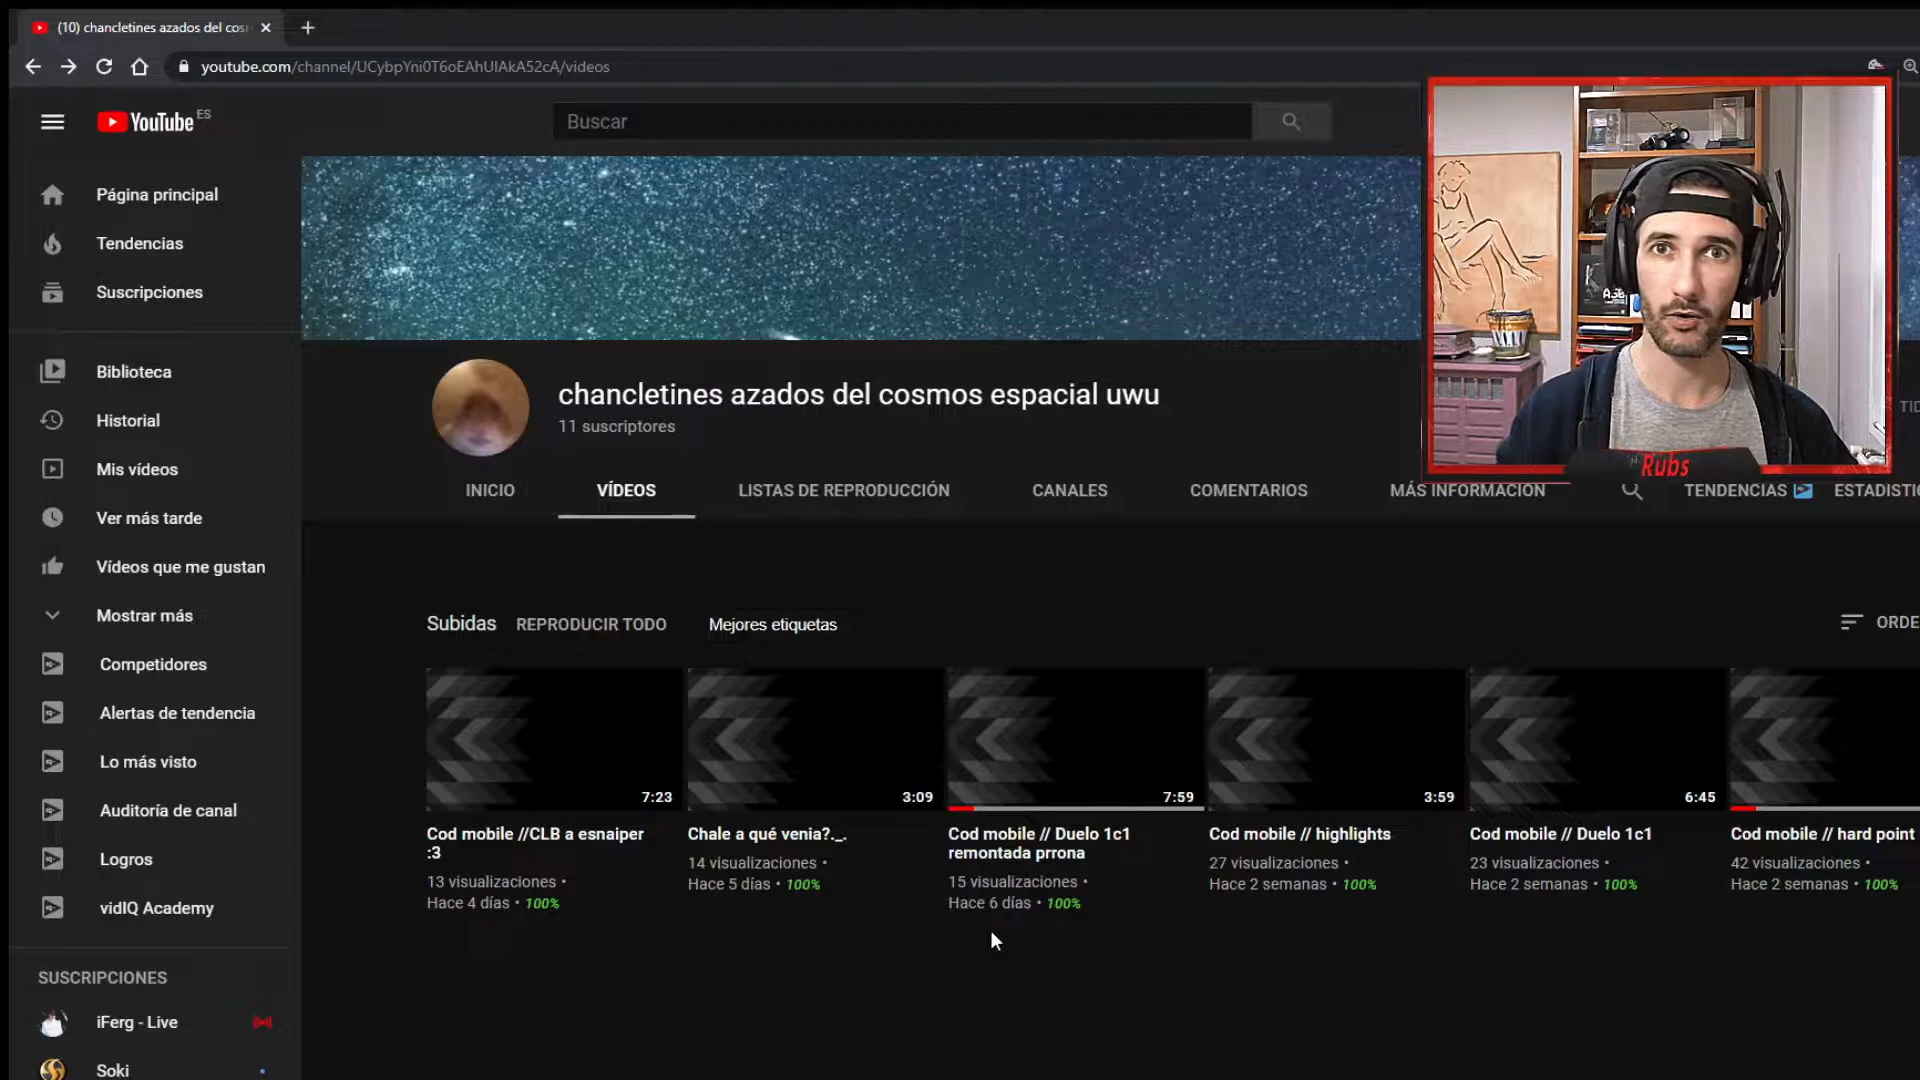 (10) chancletines azados del cos
youtube.com/channel/UCybpYni0T6oEAhUlAkA52cA/videos
YouTube ES
Buscar
Página principal
Tendencias
Suscripciones
Biblioteca
Historial
Mis vídeos
Ver más tarde
Vídeos que me gustan
Mostrar más
Competidores
Alertas de tendencia
Lo más visto
Auditoría de canal
Logros
vidIQ Academy
SUSCRIPCIONES
iFerg - Live
Soki
chancletines azados del cosmos espacial uwu
11 suscriptores
INICIO VÍDEOS LISTAS DE REPRODUCCIÓN CANALES COMENTARIOS MÁS INFORMACIÓN TENDENCIAS ESTADISTIC
Rubs
Subidas REPRODUCIR TODO Mejores etiquetas ORDE
7:23
Cod mobile //CLB a esnaiper
:3
13 visualizaciones •
Hace 4 días • 100%
3:09
Chale a qué venia?._.
14 visualizaciones •
Hace 5 días • 100%
7:59
Cod mobile // Duelo 1c1
remontada prrona
15 visualizaciones •
Hace 6 días • 100%
3:59
Cod mobile // highlights
27 visualizaciones •
Hace 2 semanas • 100%
6:45
Cod mobile // Duelo 1c1
23 visualizaciones •
Hace 2 semanas • 100%
Cod mobile // hard point
42 visualizaciones •
Hace 2 semanas • 100%